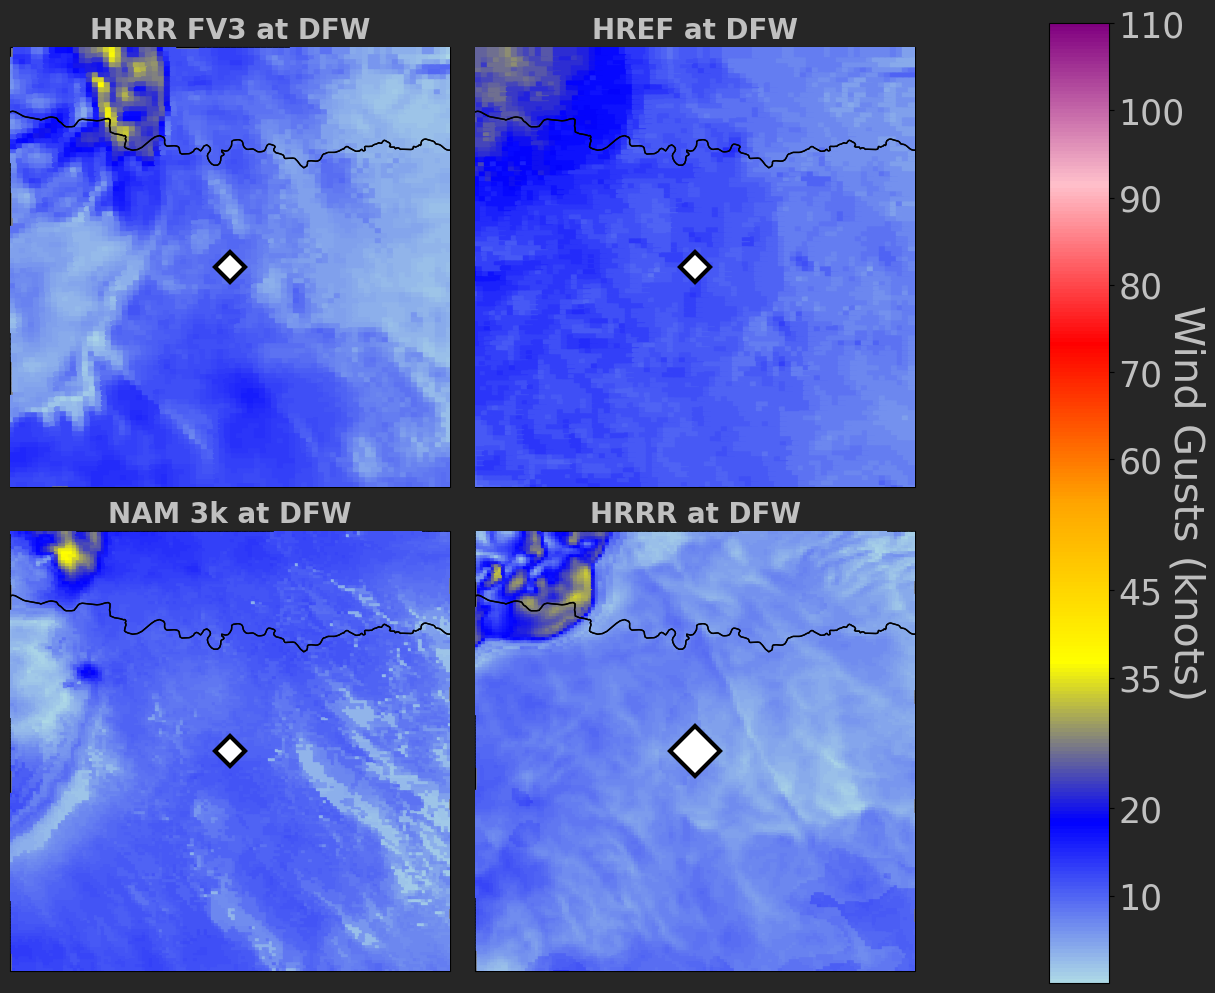 HRRR FV3 at DFW
HREF at DFW
NAM 3k at DFW
HRRR at DFW
110
100
90
80
70
60
45
35
20
10
Wind Gusts (knots)